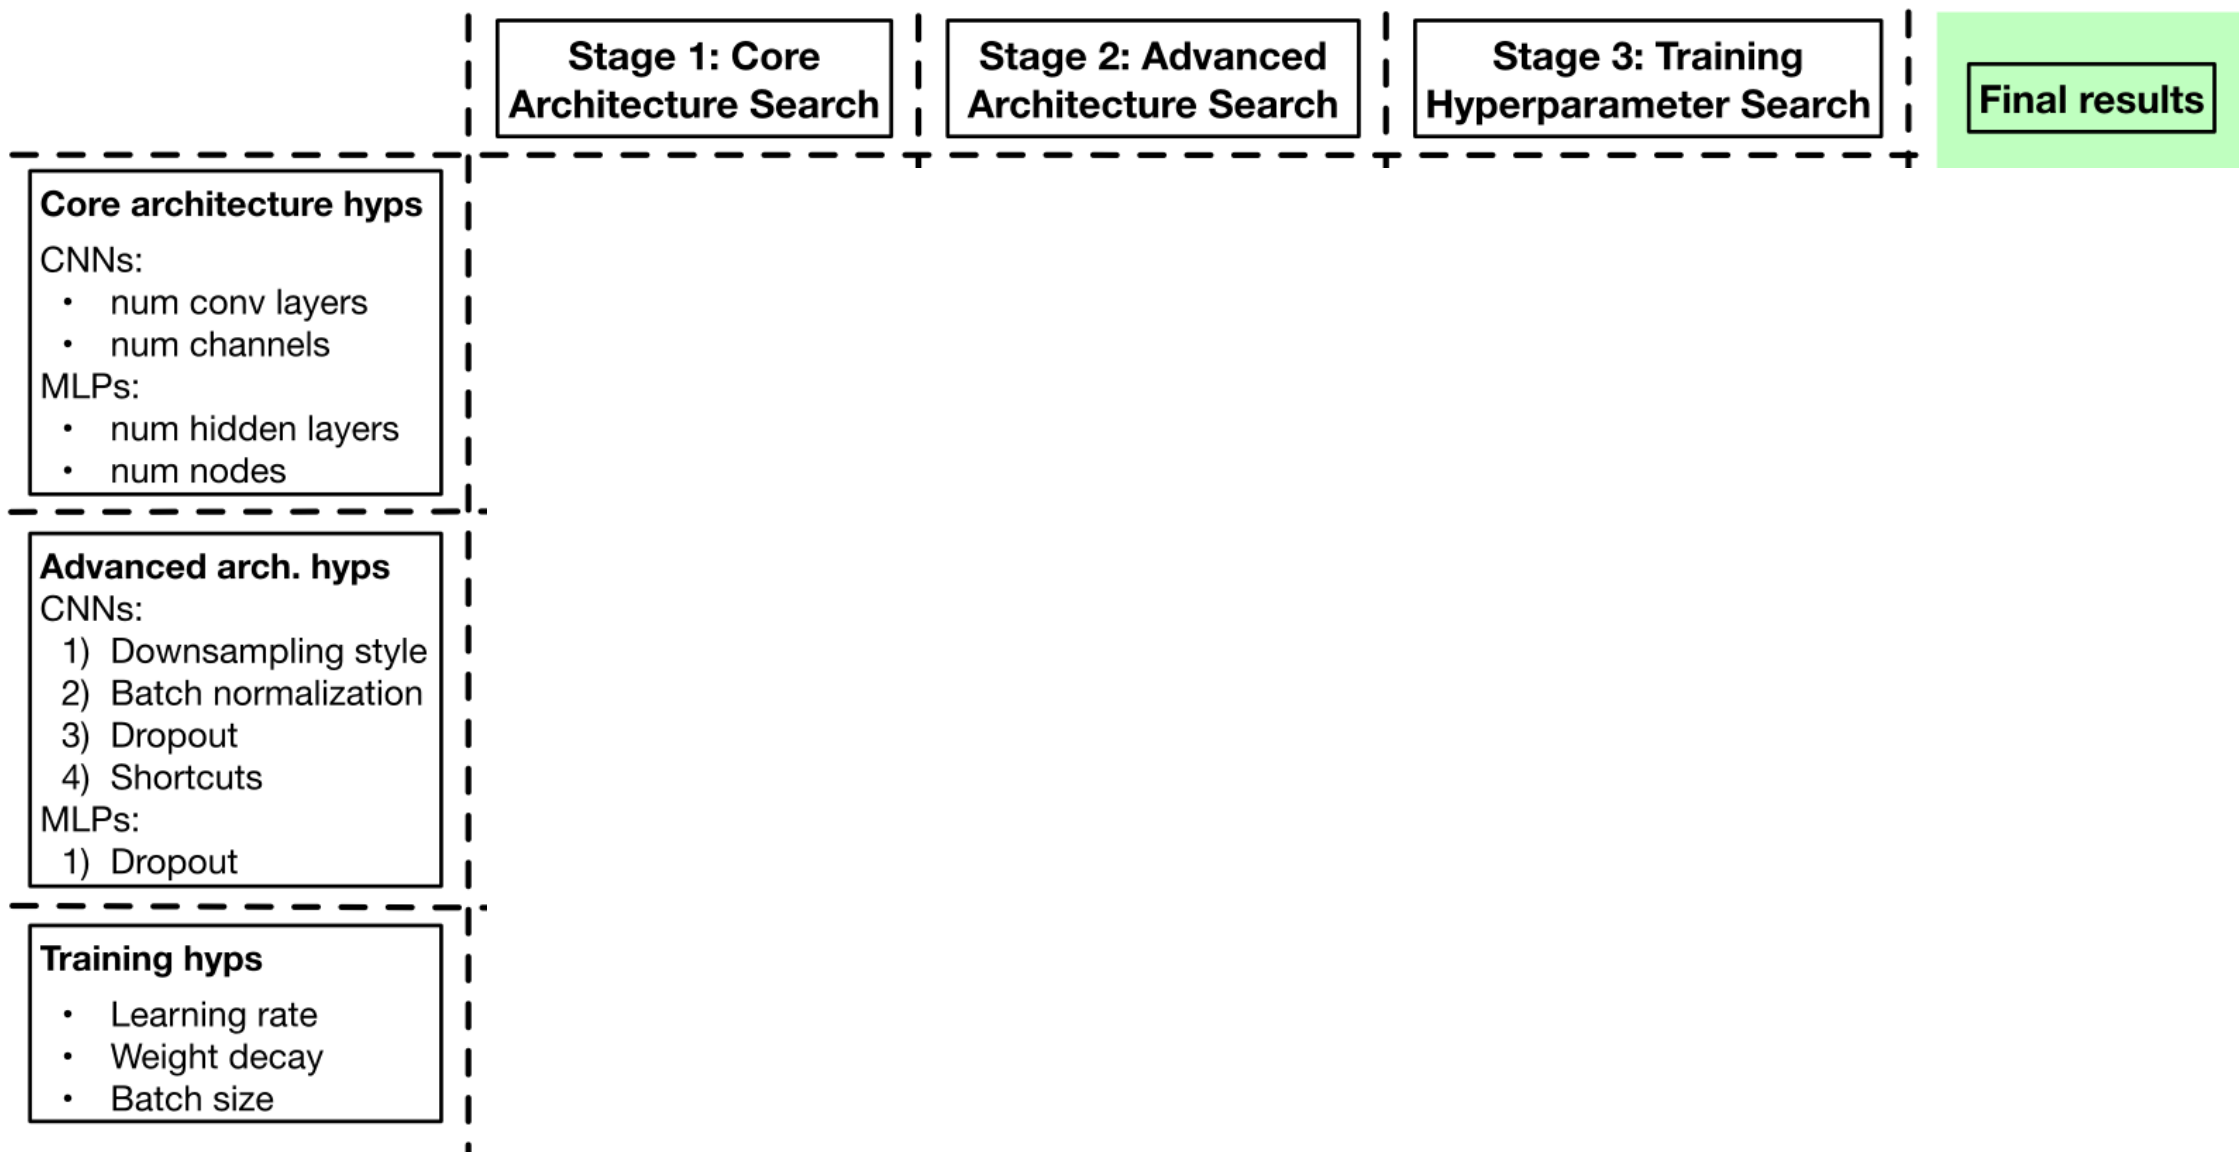 Stage 1: Core
Architecture Search
Stage 2: Advanced
Architecture Search
Stage 3: Training
Hyperparameter Search
Final results
Core architecture hyps
CNNs:
• num conv layers
• num channels
MLPs:
• num hidden layers
• num nodes
Advanced arch. hyps
CNNs:
1) Downsampling style
2) Batch normalization
3) Dropout
4) Shortcuts
MLPs:
1) Dropout
Training hyps
• Learning rate
• Weight decay
• Batch size